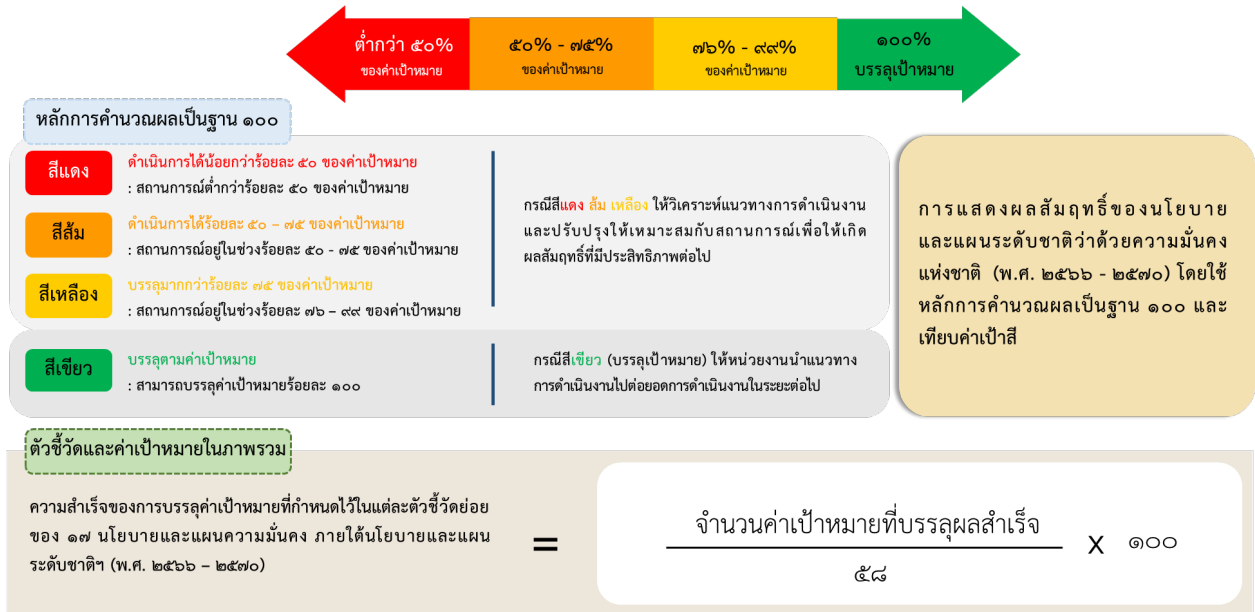 ต่ำกว่า ๕๐%
ของค่าเป้าหมาย
๕๐% - ๗๕%
ของค่าเป้าหมาย
๗๖% - ๙๙%
ของค่าเป้าหมาย
๑๐๐%
บรรลุเป้าหมาย
หลักการคำนวณผลเป็นฐาน ๑๐๐
สีแดง
ดำเนินการได้น้อยกว่าร้อยละ ๕๐ ของค่าเป้าหมาย
: สถานการณ์ต่ำกว่าร้อยละ ๕๐ ของค่าเป้าหมาย
สีส้ม
ดำเนินการได้ร้อยละ ๕๐ – ๗๕ ของค่าเป้าหมาย
: สถานการณ์อยู่ในช่วงร้อยละ ๕๐ - ๗๕ ของค่าเป้าหมาย
สีเหลือง
บรรลุมากกว่าร้อยละ ๗๕ ของค่าเป้าหมาย
: สถานการณ์อยู่ในช่วงร้อยละ ๗๖ – ๙๙ ของค่าเป้าหมาย
กรณีสีแดง ส้ม เหลือง ให้วิเคราะห์แนวทางการดำเนินงาน
และปรับปรุงให้เหมาะสมกับสถานการณ์เพื่อให้เกิด
ผลสัมฤทธิ์ที่มีประสิทธิภาพต่อไป
สีเขียว
บรรลุตามค่าเป้าหมาย
: สามารถบรรลุค่าเป้าหมายร้อยละ ๑๐๐
กรณีสีเขียว (บรรลุเป้าหมาย) ให้หน่วยงานนำแนวทาง
การดำเนินงานไปต่อยอดการดำเนินงานในระยะต่อไป
การแสดงผลสัมฤทธิ์ของนโยบาย
และแผนระดับชาติว่าด้วยความมั่นคง
แห่งชาติ (พ.ศ. ๒๕๖๖ - ๒๕๗๐) โดยใช้
หลักการคำนวณผลเป็นฐาน ๑๐๐ และ
เทียบค่าเป้าสี
ตัวชี้วัดและค่าเป้าหมายในภาพรวม
ความสำเร็จของการบรรลุค่าเป้าหมายที่กำหนดไว้ในแต่ละตัวชี้วัดย่อย
ของ ๑๗ นโยบายและแผนความมั่นคง ภายใต้นโยบายและแผน
ระดับชาติฯ (พ.ศ. ๒๕๖๖ – ๒๕๗๐)
=
จำนวนค่าเป้าหมายที่บรรลุผลสำเร็จ
๕๘
X ๑๐๐